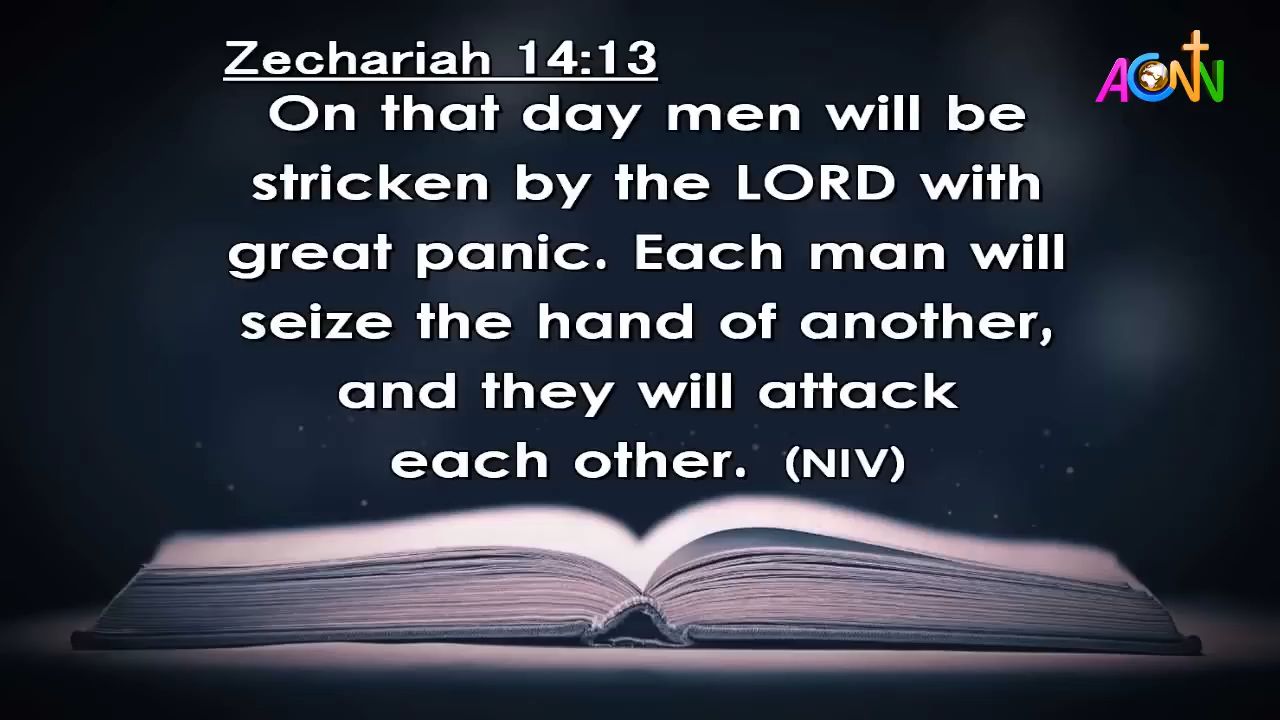 Zechariah 14:13
ACNN
On that day men will be
stricken by the LORD with
great panic. Each man will
seize the hand of another,
and they will attack
each other. (NIV)